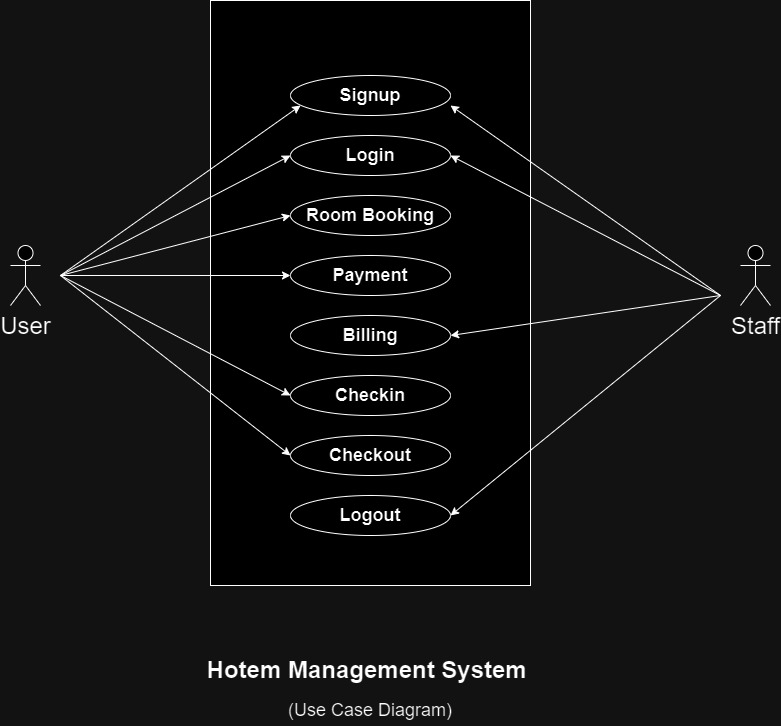 Signup
Login
Room Booking
Payment
Billing
Checkin
Checkout
Logout
User
Staff
Hotem Management System
(Use Case Diagram)